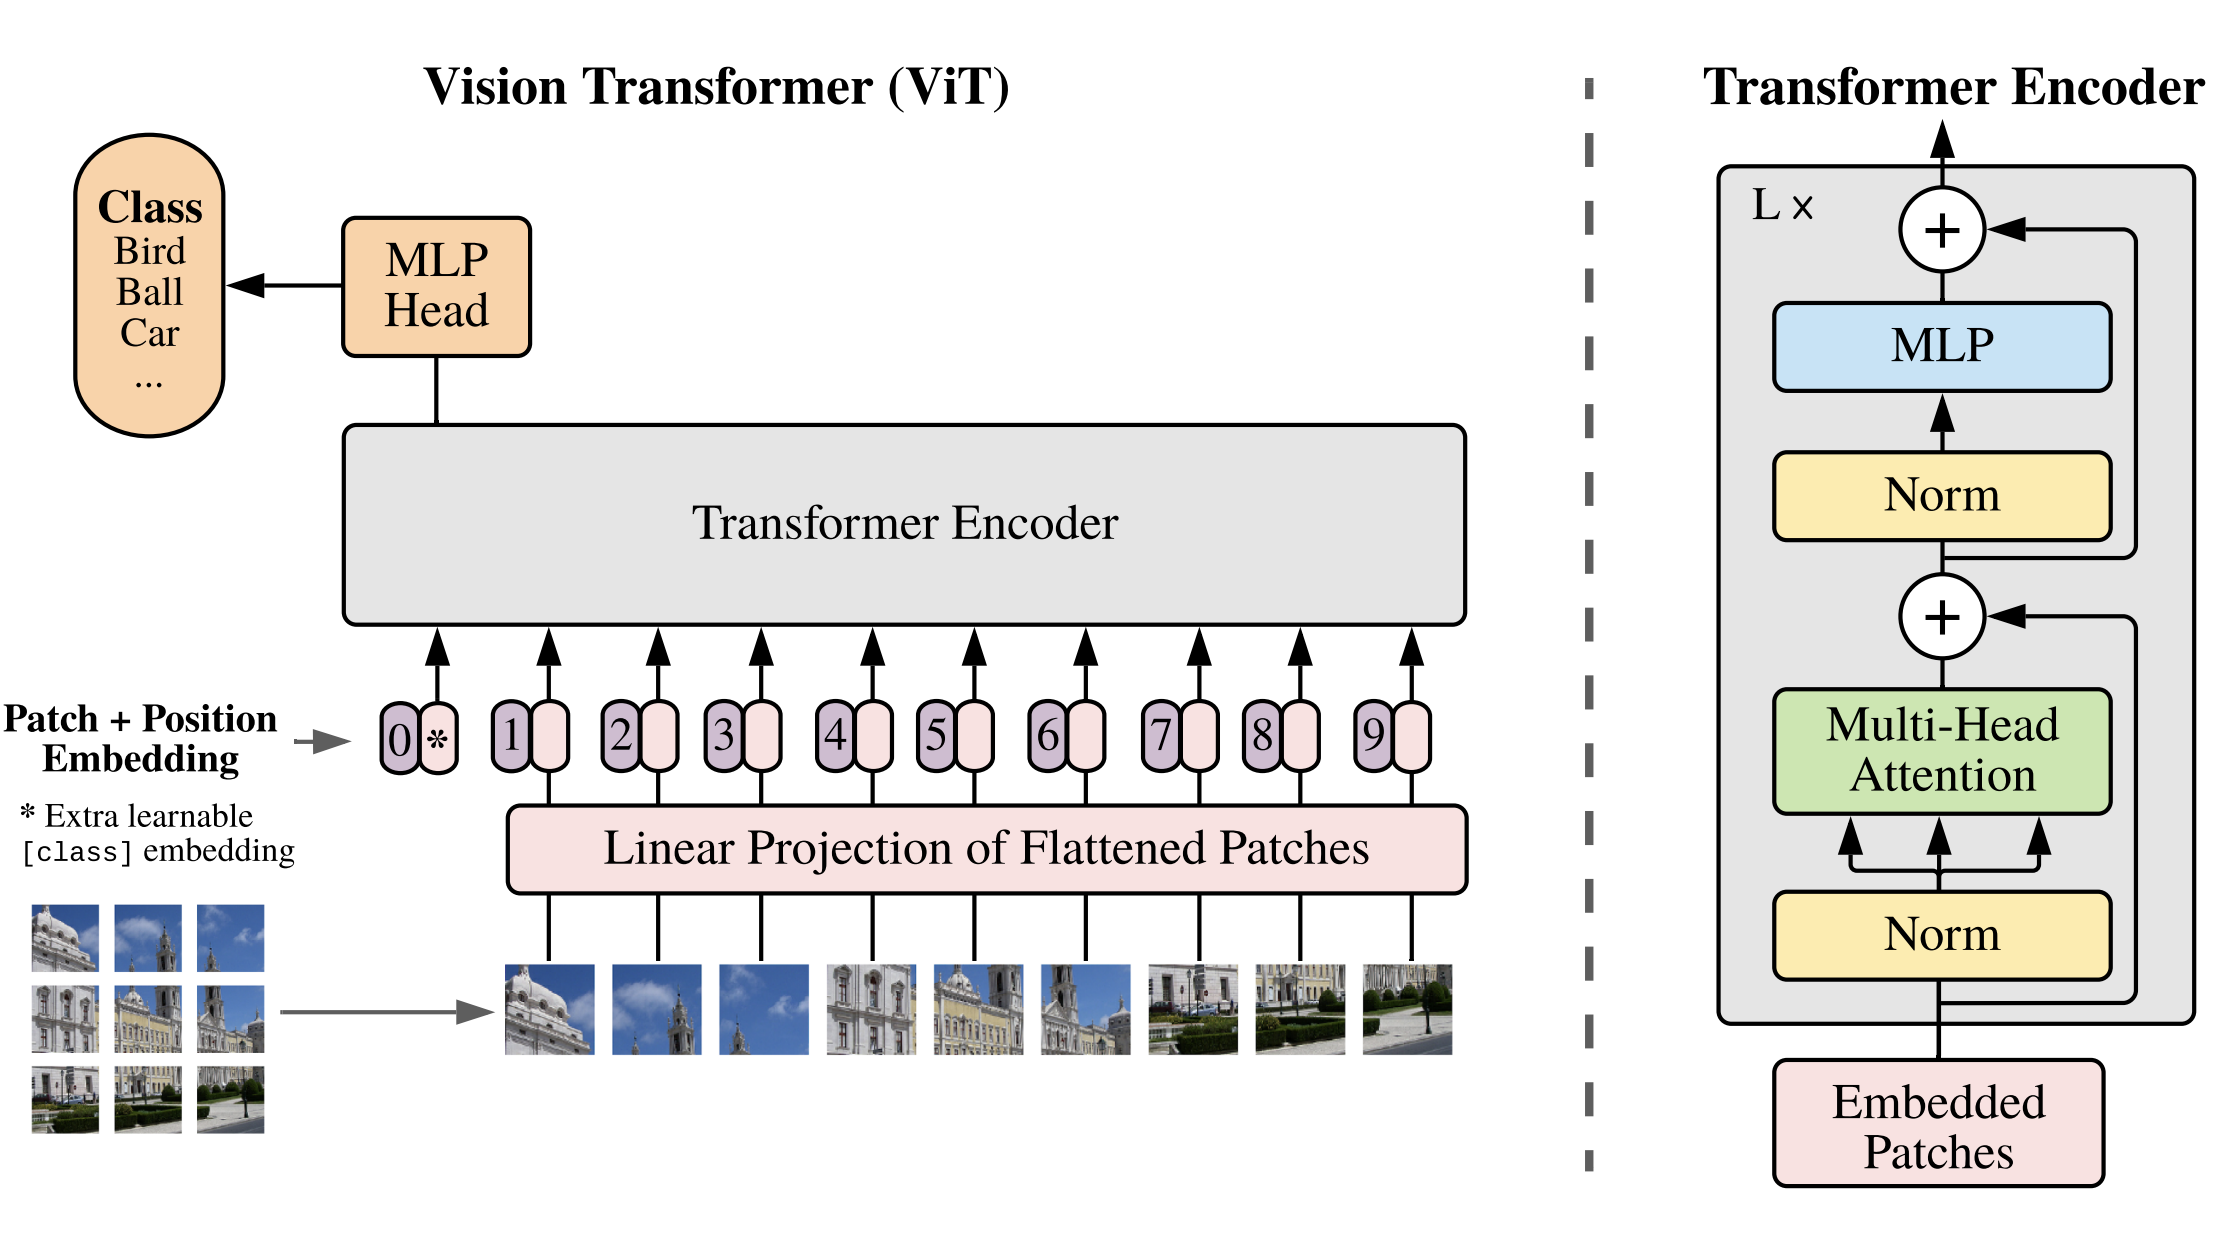 Vision Transformer (ViT)
Class
Bird
Ball
Car
...
MLP
Head
Transformer Encoder
Patch + Position
Embedding
0 * 1 2 3 4 5 6 7 8 9
* Extra learnable
[class] embedding
Linear Projection of Flattened Patches
Transformer Encoder
L x
+
MLP
Norm
+
Multi-Head
Attention
Norm
Embedded
Patches